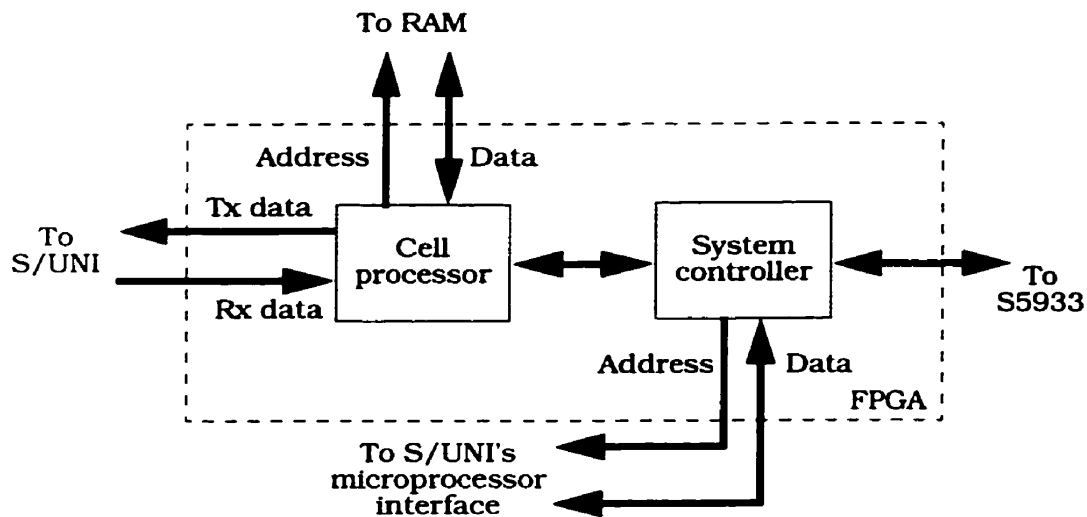 To RAM
Address
Data
Tx data
To
S/UNI
Rx data
Cell
processor
System
controller
To
S5933
Address
Data
FPGA
To S/UNI's
microprocessor
interface